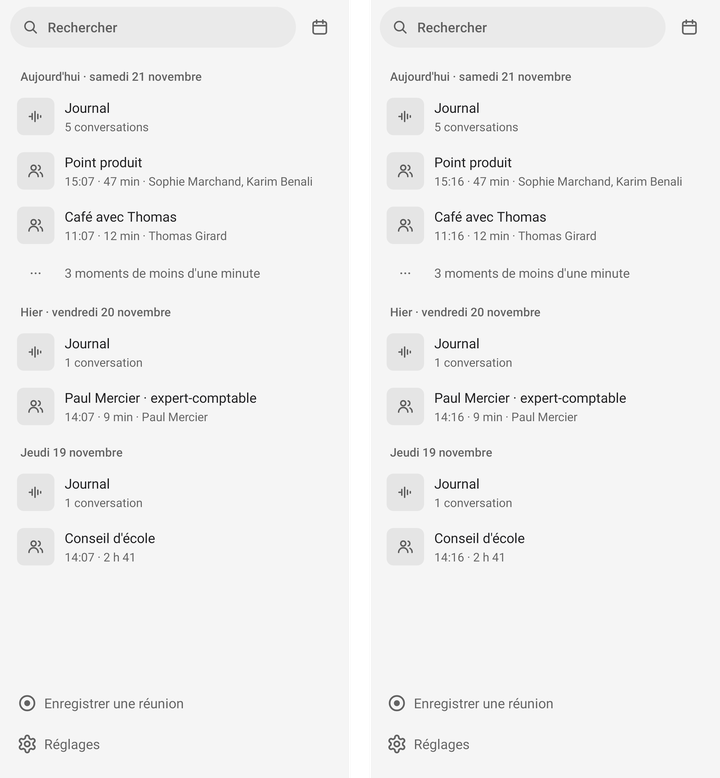 Rechercher
Aujourd'hui · samedi 21 novembre
Journal
5 conversations
Point produit
15:07 · 47 min · Sophie Marchand, Karim Benali
Café avec Thomas
11:07 · 12 min · Thomas Girard
3 moments de moins d'une minute
Hier · vendredi 20 novembre
Journal
1 conversation
Paul Mercier · expert-comptable
14:07 · 9 min · Paul Mercier
Jeudi 19 novembre
Journal
1 conversation
Conseil d'école
14:07 · 2 h 41
Enregistrer une réunion
Réglages
Rechercher
Aujourd'hui · samedi 21 novembre
Journal
5 conversations
Point produit
15:16 · 47 min · Sophie Marchand, Karim Benali
Café avec Thomas
11:16 · 12 min · Thomas Girard
3 moments de moins d'une minute
Hier · vendredi 20 novembre
Journal
1 conversation
Paul Mercier · expert-comptable
14:16 · 9 min · Paul Mercier
Jeudi 19 novembre
Journal
1 conversation
Conseil d'école
14:16 · 2 h 41
Enregistrer une réunion
Réglages